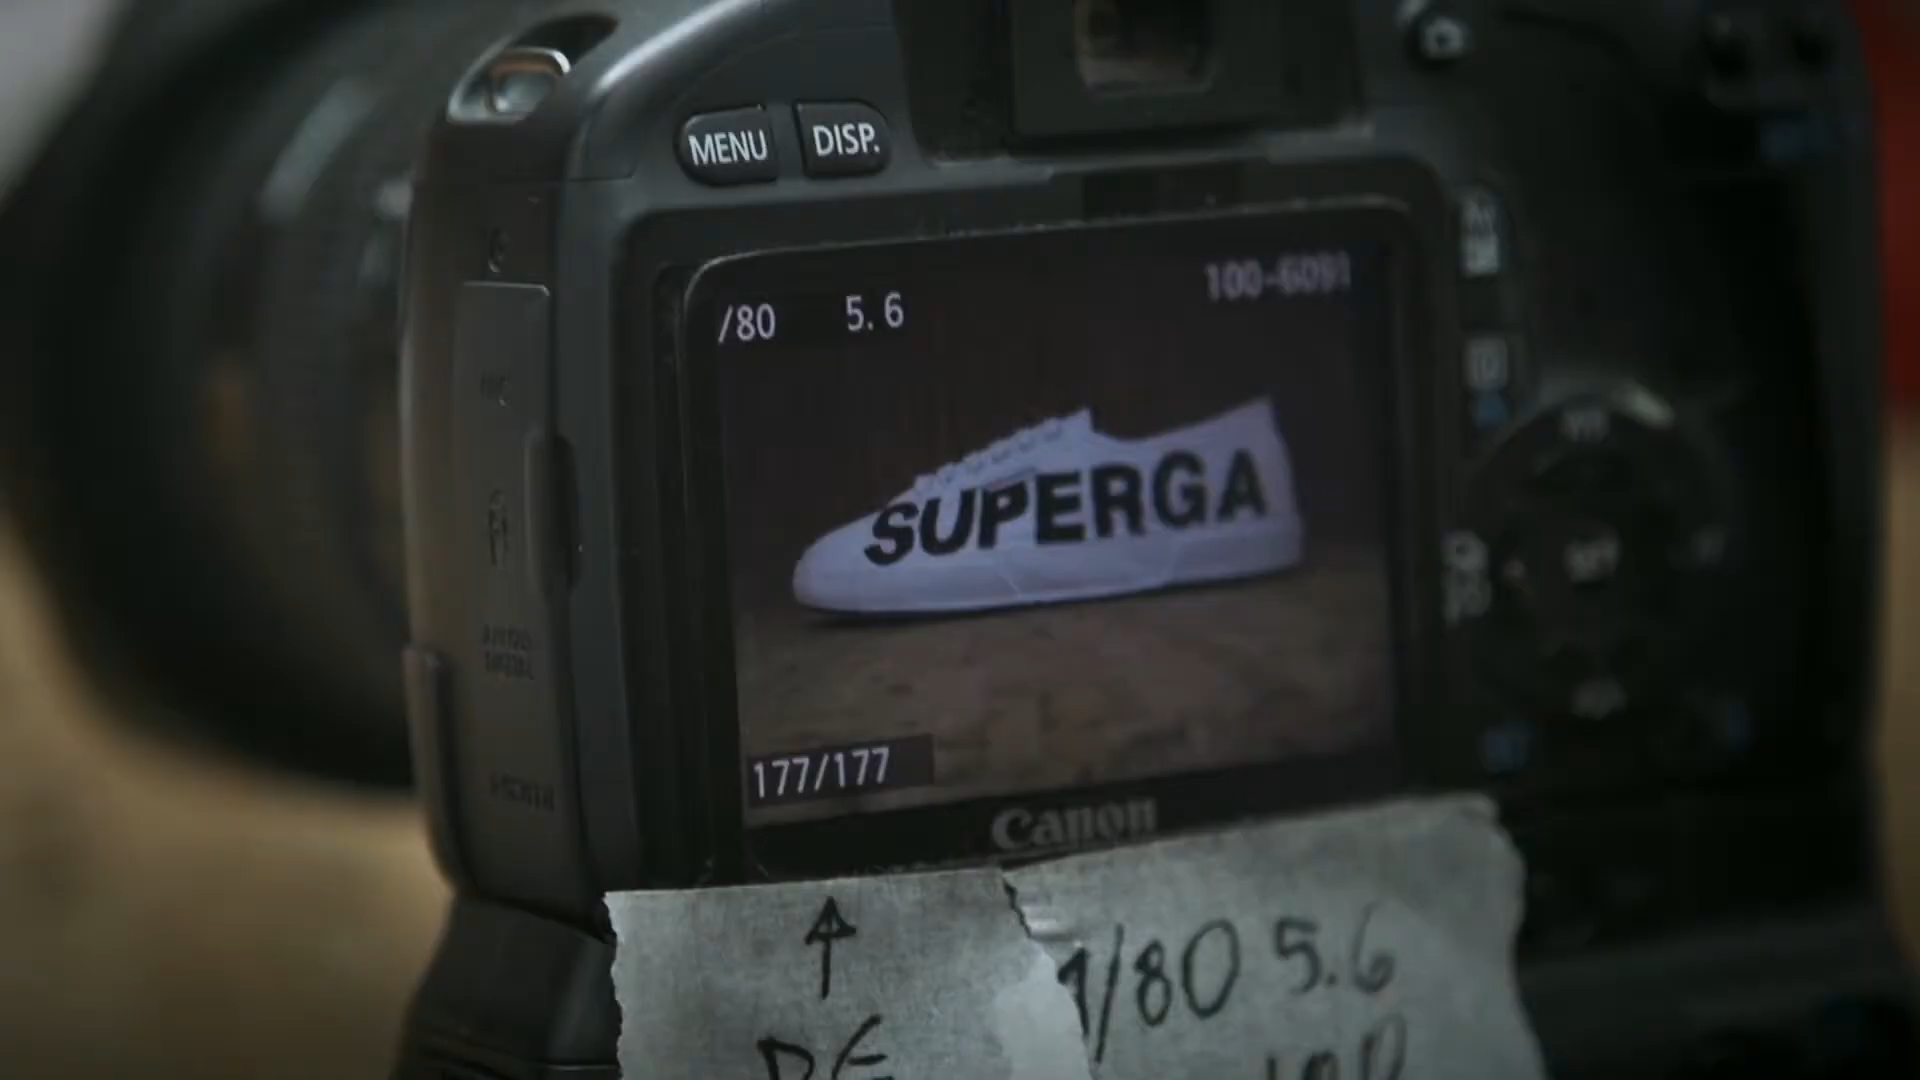 MENU DISP.
/80 5.6 100-6091
SUPERGA
177/177
Canon
↑
1/80 5.6